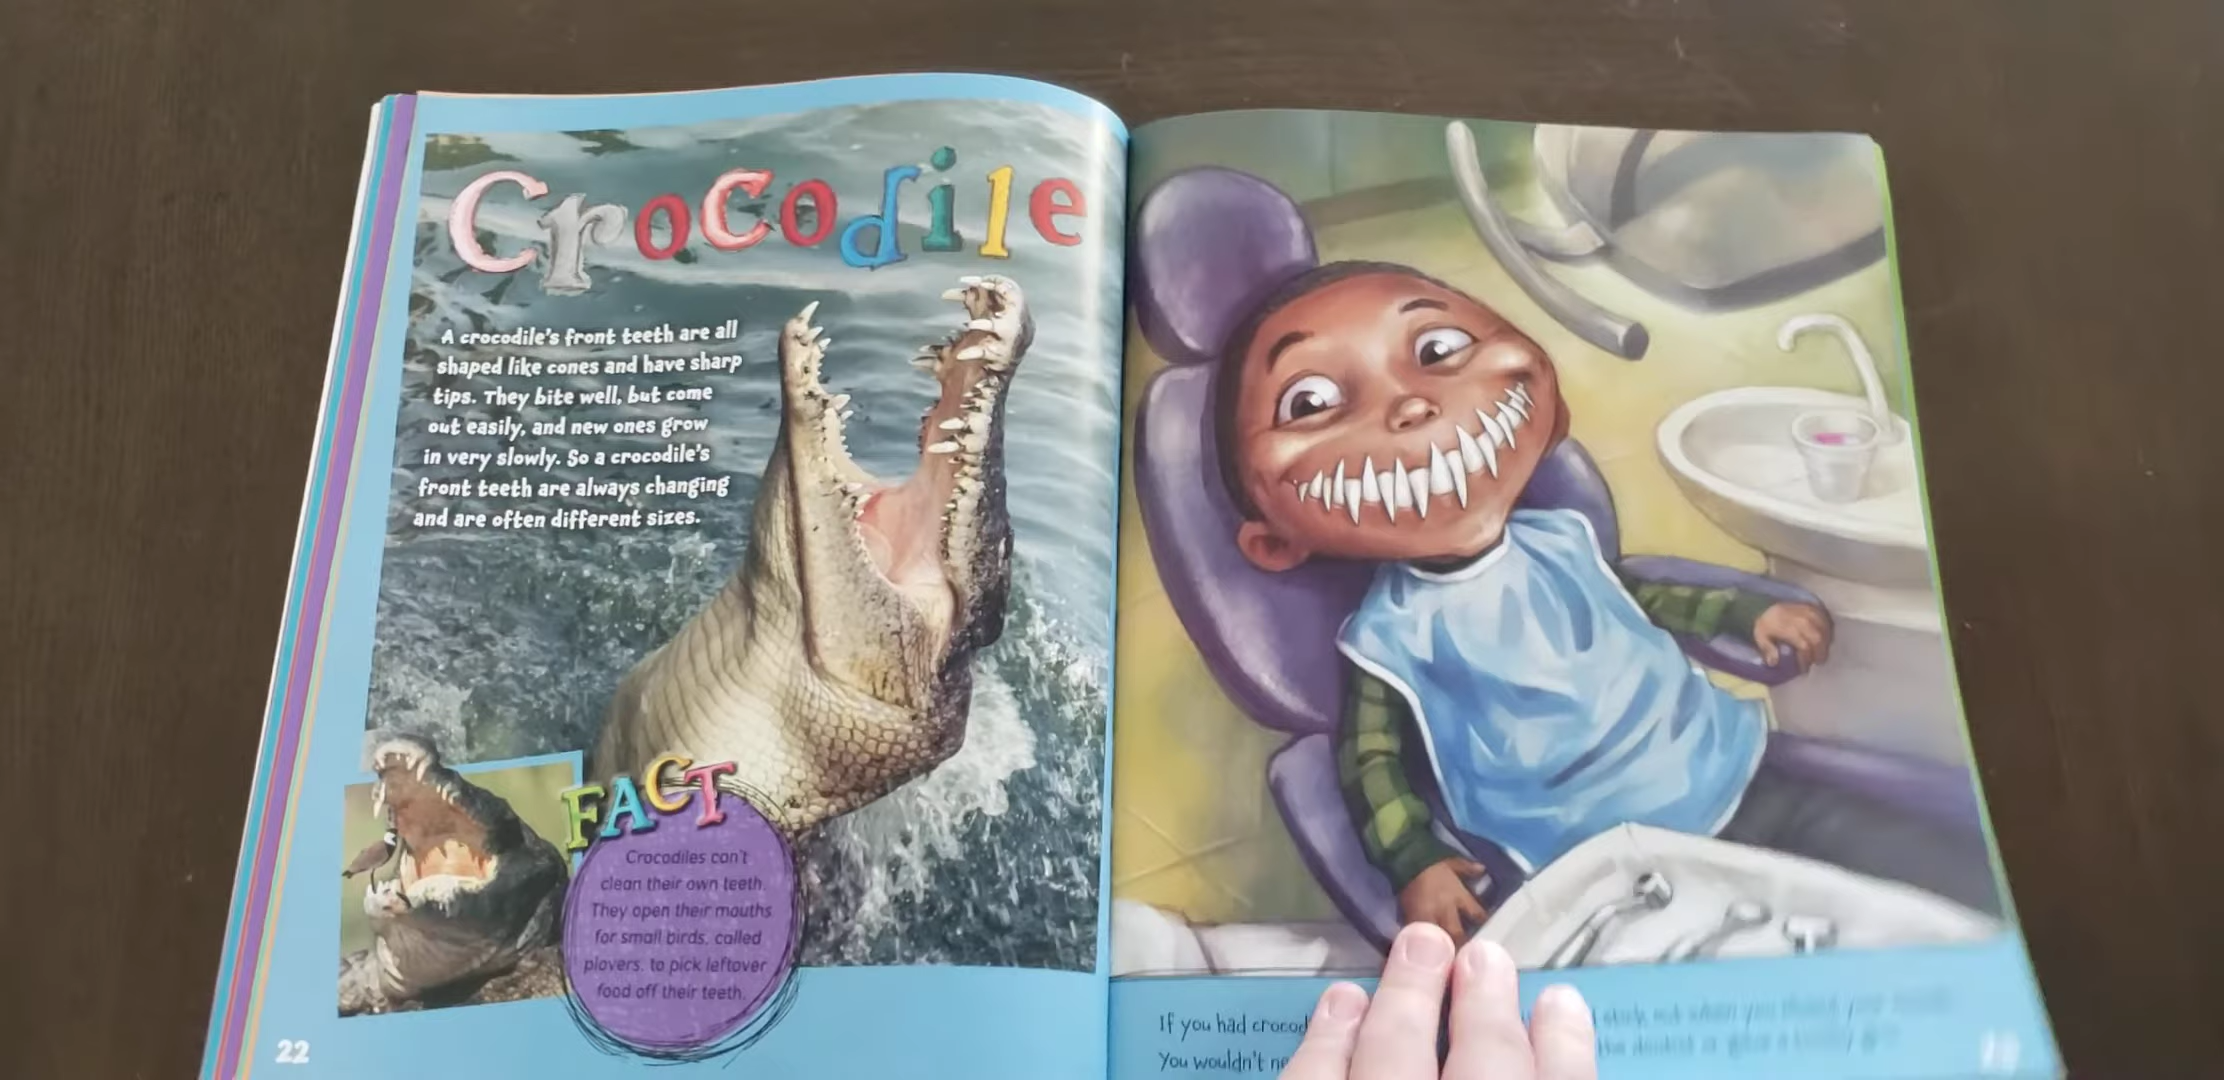 Crocodile
A crocodile's front teeth are all
shaped like cones and have sharp
tips. They bite well, but come
out easily, and new ones grow
in very slowly. So a crocodile's
front teeth are always changing
and are often different sizes.
FACT
Crocodiles can't
clean their own teeth.
They open their mouths
for small birds, called
plovers, to pick leftover
food off their teeth.
22
If you had crocod
You wouldn't ne